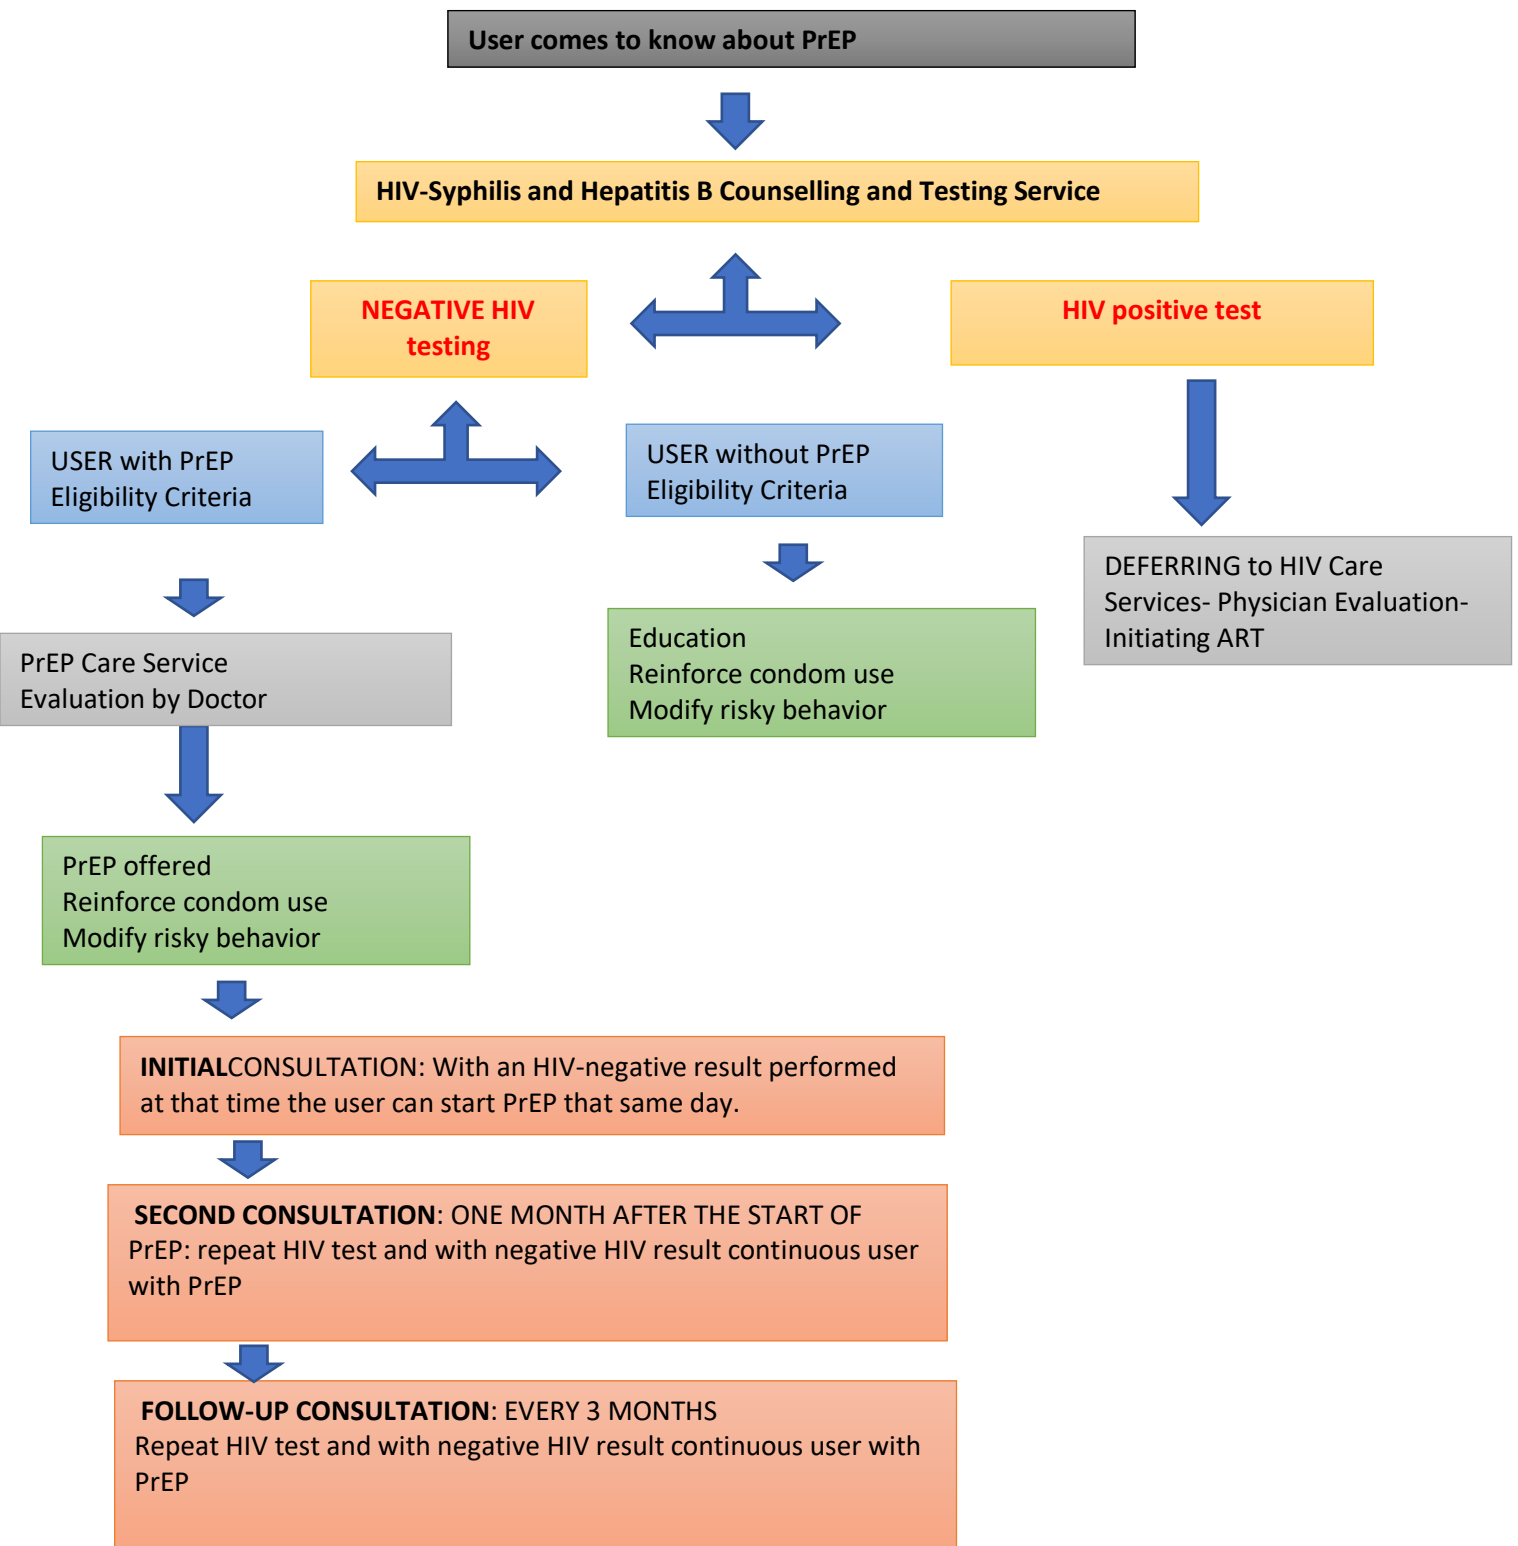 User comes to know about PrEP
HIV-Syphilis and Hepatitis B Counselling and Testing Service
NEGATIVE HIV
testing
HIV positive test
USER with PrEP
Eligibility Criteria
USER without PrEP
Eligibility Criteria
DEFERRING to HIV Care
Services- Physician Evaluation-
Initiating ART
PrEP Care Service
Evaluation by Doctor
Education
Reinforce condom use
Modify risky behavior
PrEP offered
Reinforce condom use
Modify risky behavior
INITIALCONSULTATION: With an HIV-negative result performed
at that time the user can start PrEP that same day.
SECOND CONSULTATION: ONE MONTH AFTER THE START OF
PrEP: repeat HIV test and with negative HIV result continuous user
with PrEP
FOLLOW-UP CONSULTATION: EVERY 3 MONTHS
Repeat HIV test and with negative HIV result continuous user with
PrEP